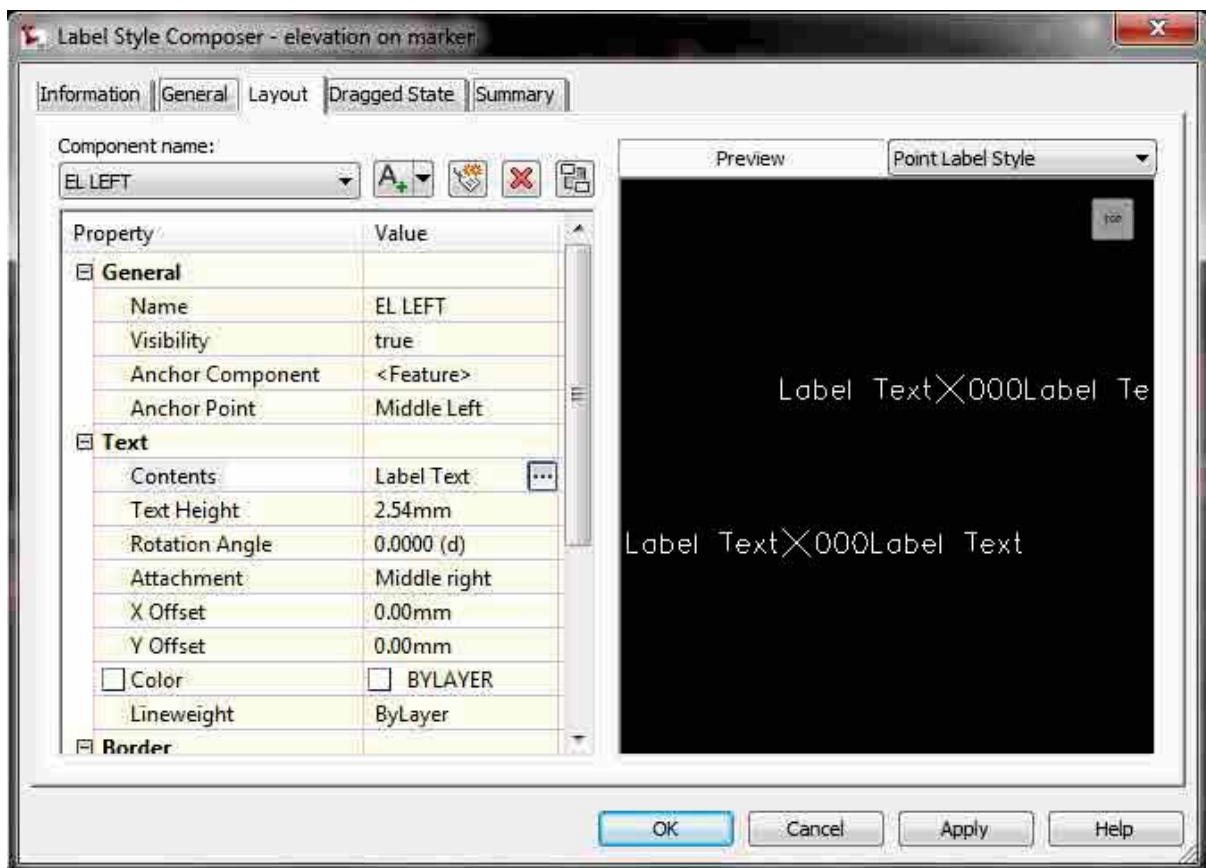 Label Style Composer - elevation on marker
Information General Layout Dragged State Summary
Component name:
EL LEFT
Preview Point Label Style
Property Value
General
Name EL LEFT
Visibility true
Anchor Component <Feature>
Anchor Point Middle Left
Text
Contents Label Text ...
Text Height 2.54mm
Rotation Angle 0.0000 (d)
Attachment Middle right
X Offset 0.00mm
Y Offset 0.00mm
Color BYLAYER
Lineweight ByLayer
Border
TOP
Label Text 000Label Te
Label Text 000Label Text
OK Cancel Apply Help